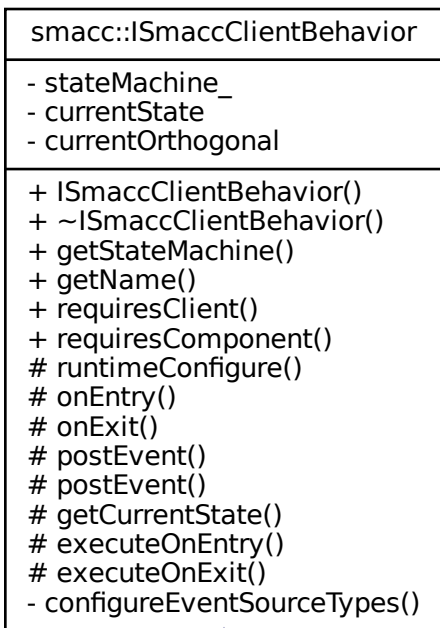 smacc::ISmaccClientBehavior
- stateMachine_
- currentState
- currentOrthogonal
+ ISmaccClientBehavior()
+ ~ISmaccClientBehavior()
+ getStateMachine()
+ getName()
+ requiresClient()
+ requiresComponent()
# runtimeConfigure()
# onEntry()
# onExit()
# postEvent()
# postEvent()
# getCurrentState()
# executeOnEntry()
# executeOnExit()
- configureEventSourceTypes()